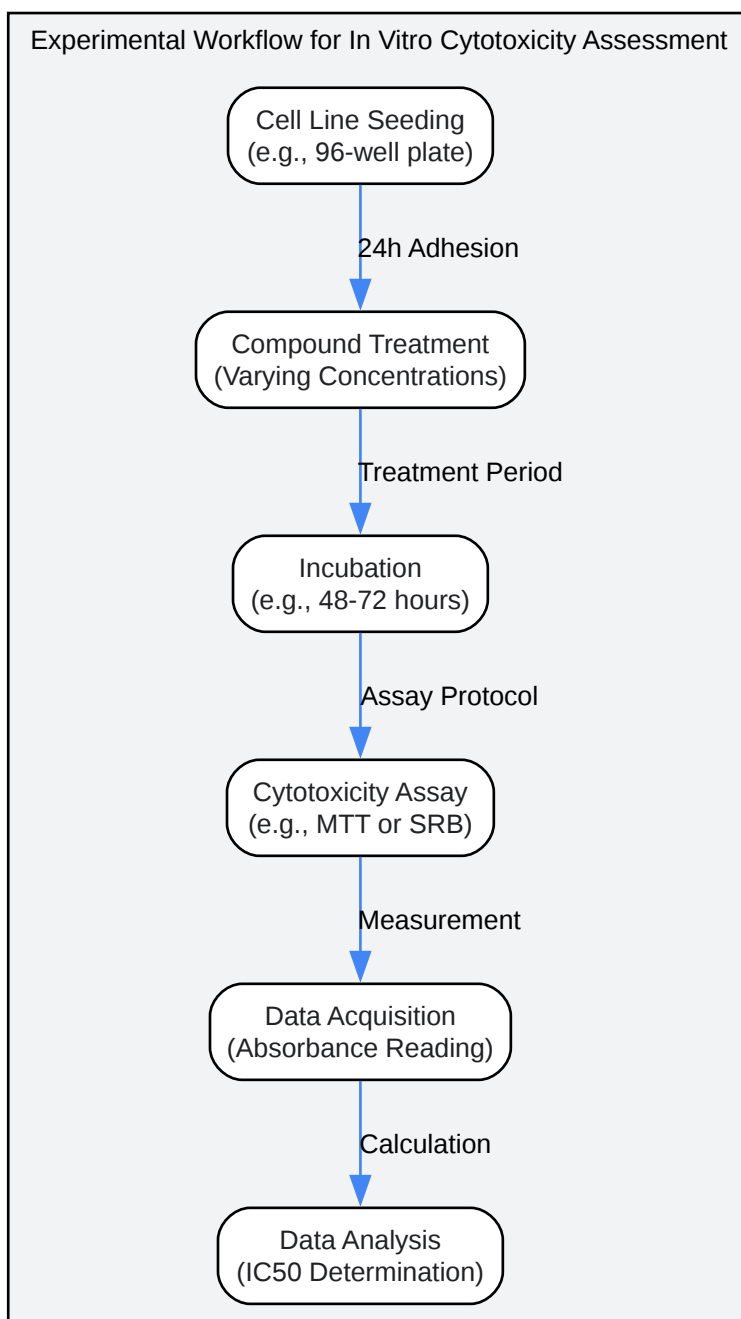 Experimental Workflow for In Vitro Cytotoxicity Assessment
Cell Line Seeding
(e.g., 96-well plate)
24h Adhesion
Compound Treatment
(Varying Concentrations)
Treatment Period
Incubation
(e.g., 48-72 hours)
Assay Protocol
Cytotoxicity Assay
(e.g., MTT or SRB)
Measurement
Data Acquisition
(Absorbance Reading)
Calculation
Data Analysis
(IC50 Determination)